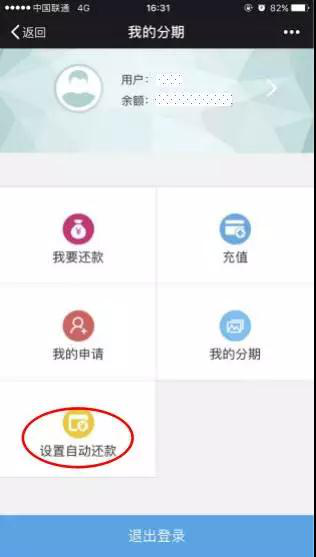 中国联通 4G 16:31 82%
返回 我的分期
用户：
余额：
我要还款 充值
我的申请 我的分期
设置自动还款
退出登录